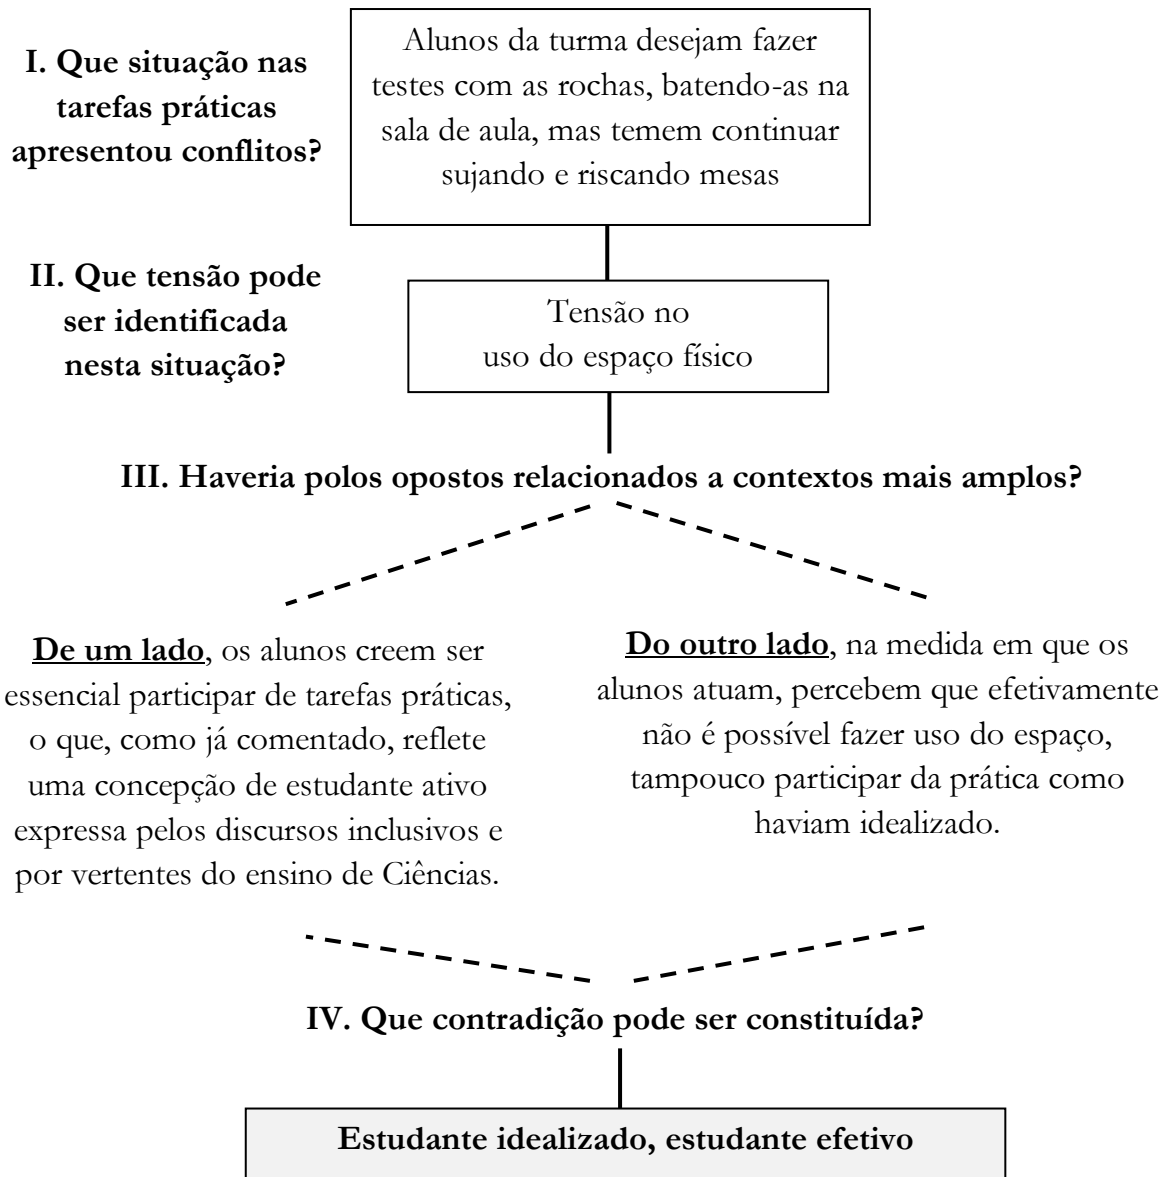 I. Que situação nas
tarefas práticas
apresentou conflitos?
Alunos da turma desejam fazer
testes com as rochas, batendo-as na
sala de aula, mas temem continuar
sujando e riscando mesas
II. Que tensão pode
ser identificada
nesta situação?
Tensão no
uso do espaço físico
III. Haveria polos opostos relacionados a contextos mais amplos?
De um lado, os alunos creem ser
essencial participar de tarefas práticas,
o que, como já comentado, reflete
uma concepção de estudante ativo
expressa pelos discursos inclusivos e
por vertentes do ensino de Ciências.
Do outro lado, na medida em que os
alunos atuam, percebem que efetivamente
não é possível fazer uso do espaço,
tampouco participar da prática como
haviam idealizado.
IV. Que contradição pode ser constituída?
Estudante idealizado, estudante efetivo